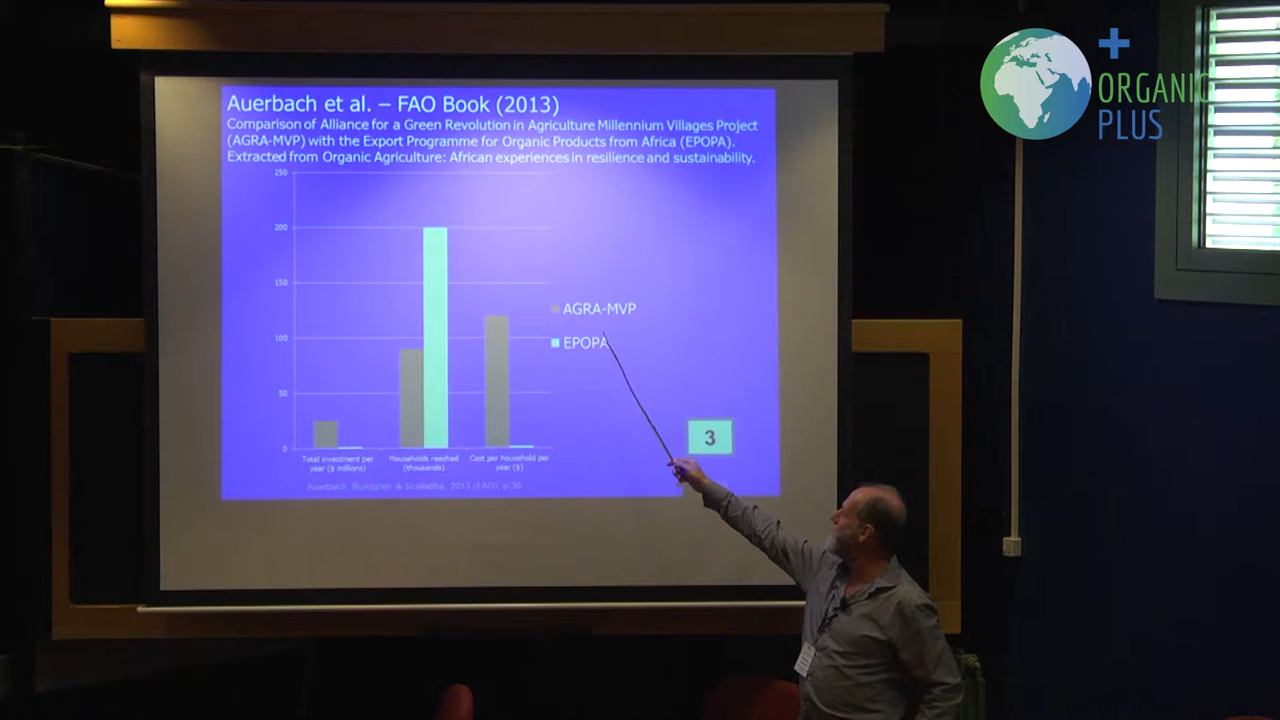 Auerbach et al. – FAO Book (2013)
Comparison of Alliance for a Green Revolution in Agriculture Millennium Villages Project
(AGRA-MVP) with the Export Programme for Organic Products from Africa (EPOPA).
Extracted from Organic Agriculture: African experiences in resilience and sustainability.
250
200
150
100
50
0
Total investment per
year ($ millions)
Households reached
(thousands)
Cost per household per
year ($)
AGRA-MVP
EPOPA
3
Auerbach, Rundgren & Scialabba, 2013 (FAO), p.30
+
ORGANIC
PLUS